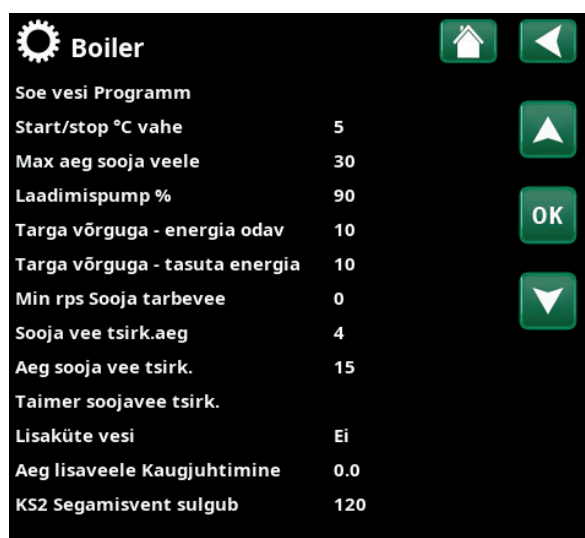 Boiler
Soe vesi Programm
Start/stop °C vahe 5
Max aeg sooja veele 30
Laadimispump % 90
OK
Targa võrguga - energia odav 10
Targa võrguga - tasuta energia 10
Min rps Sooja tarbevee 0
Sooja vee tsirk.aeg 4
Aeg sooja vee tsirk. 15
Taimer soojavee tsirk.
Lisaküte vesi Ei
Aeg lisaveele Kaugjuhtimine 0.0
KS2 Segamisvent sulgub 120